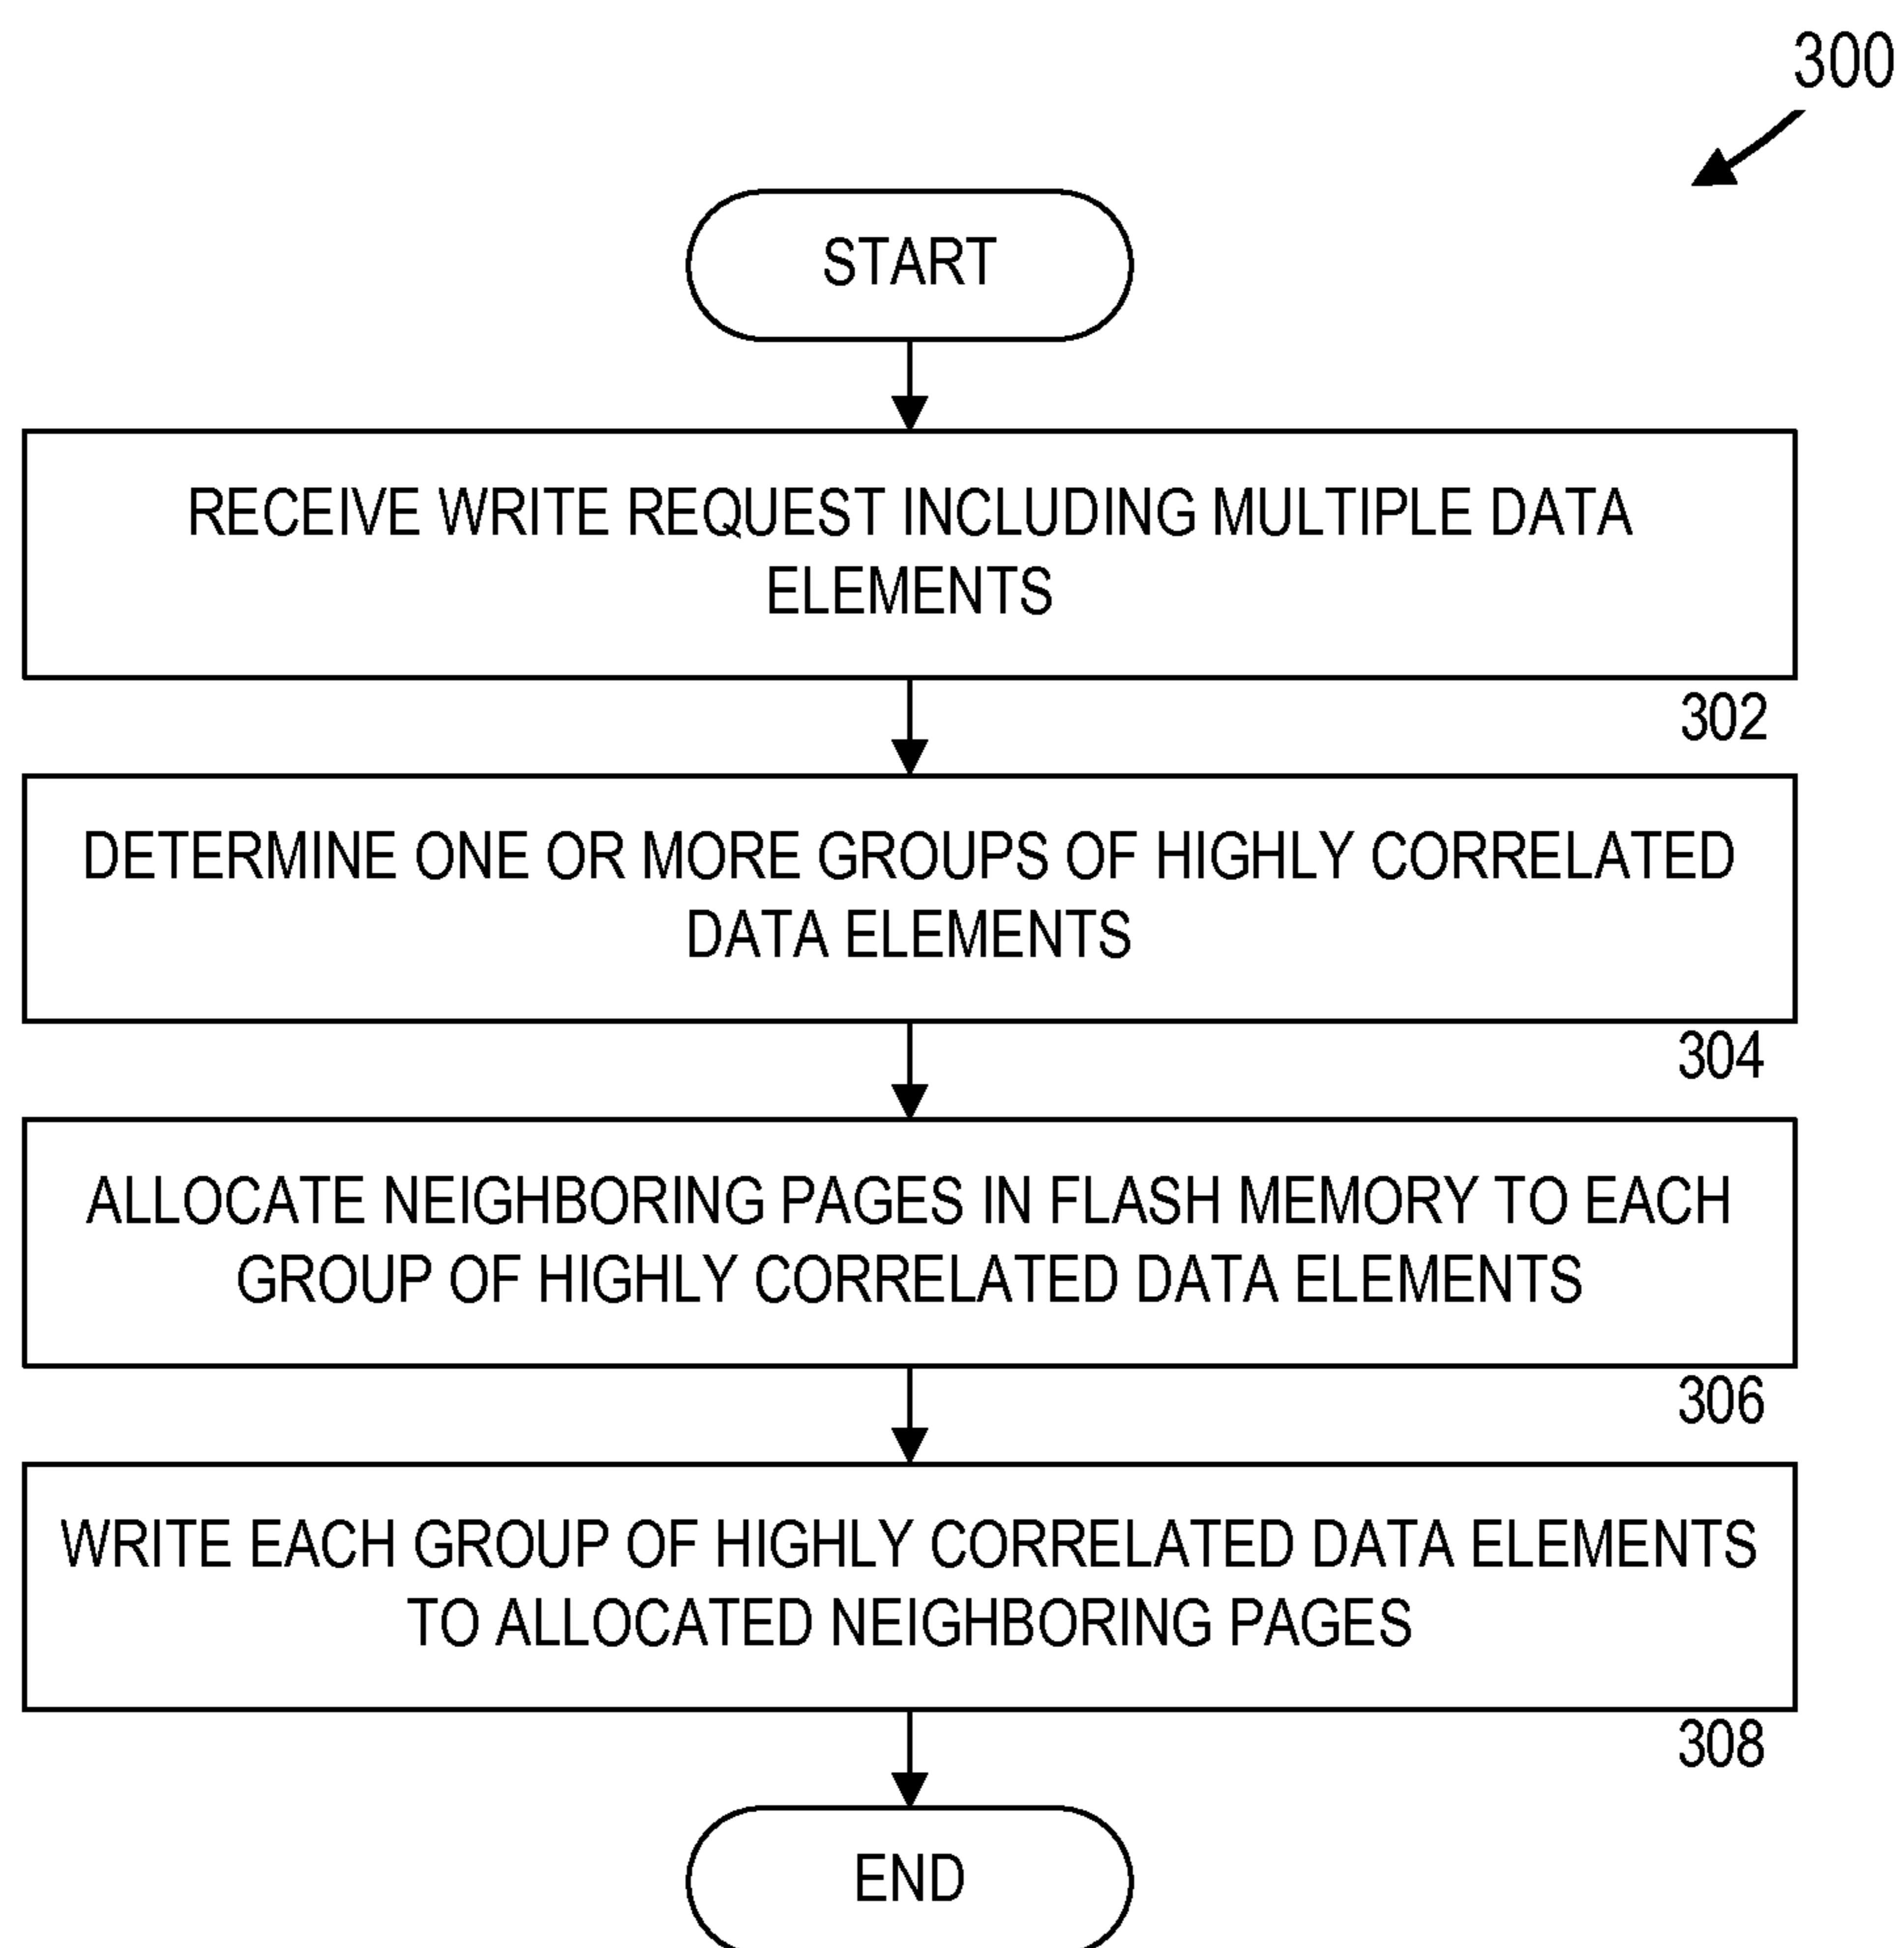 300
START
RECEIVE WRITE REQUEST INCLUDING MULTIPLE DATA
ELEMENTS
302
DETERMINE ONE OR MORE GROUPS OF HIGHLY CORRELATED
DATA ELEMENTS
304
ALLOCATE NEIGHBORING PAGES IN FLASH MEMORY TO EACH
GROUP OF HIGHLY CORRELATED DATA ELEMENTS
306
WRITE EACH GROUP OF HIGHLY CORRELATED DATA ELEMENTS
TO ALLOCATED NEIGHBORING PAGES
308
END